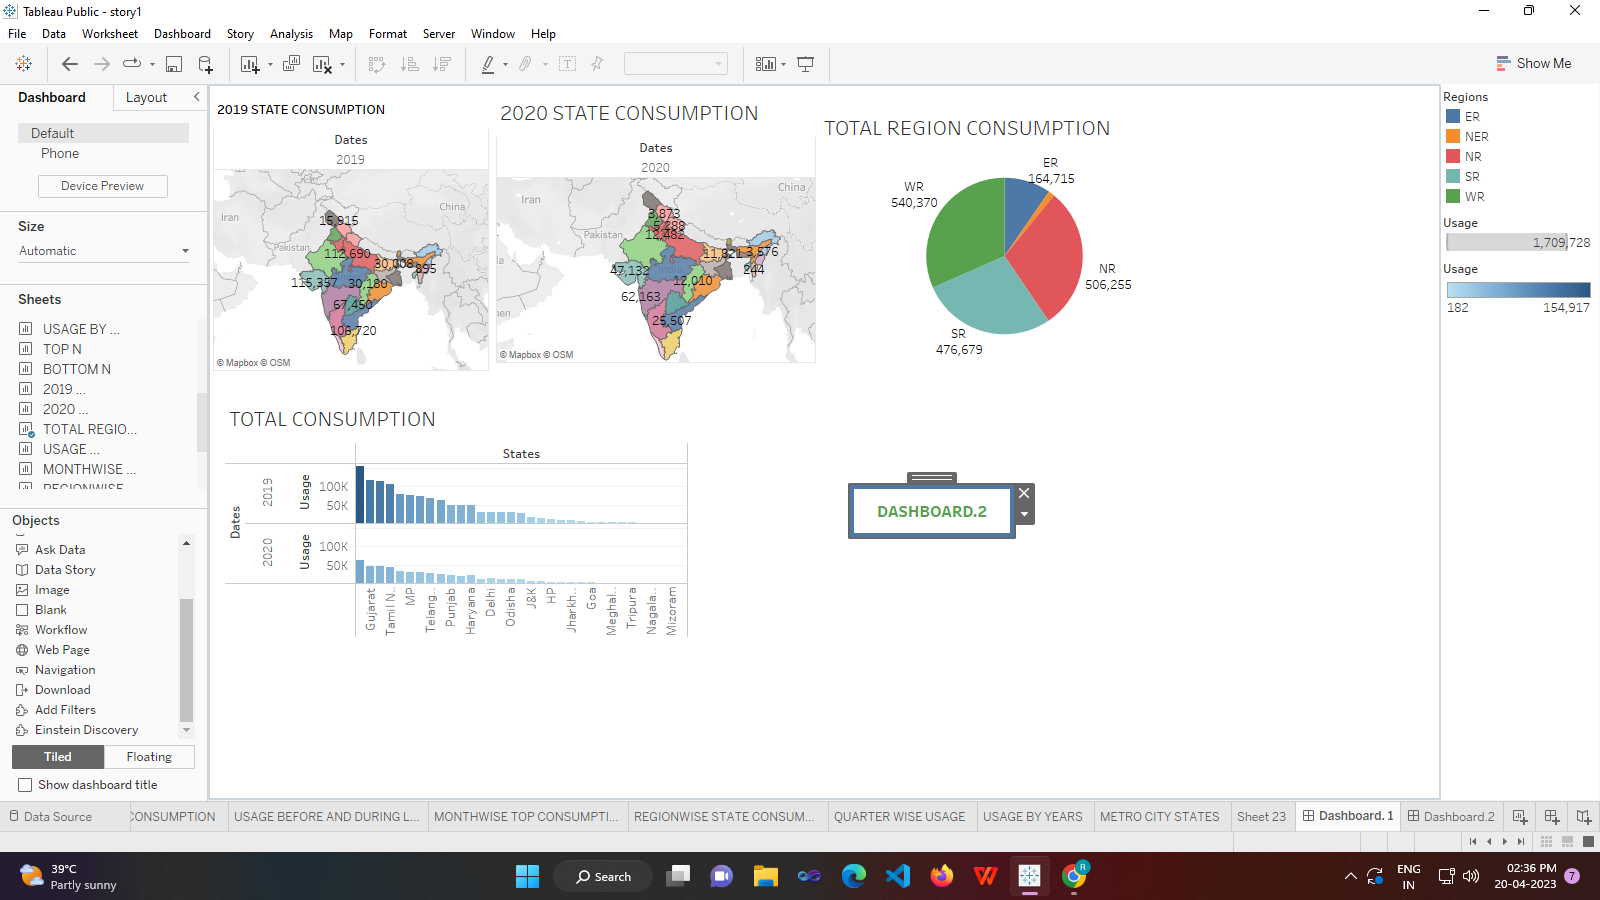 Tableau Public - story1
File Data Worksheet Dashboard Story Analysis Map Format Server Window Help
Show Me
Dashboard Layout
Default
Phone
Device Preview
Size
Automatic
Sheets
USAGE BY ...
TOP N
BOTTOM N
2019 ...
2020 ...
TOTAL REGIO...
USAGE ...
MONTHWISE ...
REGIONWISE
Objects
Ask Data
Data Story
Image
Blank
Workflow
Web Page
Navigation
Download
Add Filters
Einstein Discovery
Tiled Floating
Show dashboard title
2019 STATE CONSUMPTION
Dates
2019
Iran
China
Pakistan
15,915
112,690
30,008
895
115,357
30,180
67,450
106,720
© Mapbox © OSM
2020 STATE CONSUMPTION
Dates
2020
Iran
China
Pakistan
3,873
5,288
12,482
11,821
3,576
47,132
244
12,010
62,163
25,507
© Mapbox © OSM
TOTAL REGION CONSUMPTION
ER
164,715
WR
540,370
NR
506,255
SR
476,679
Regions
ER
NER
NR
SR
WR
Usage
1,709,728
Usage
182 154,917
TOTAL CONSUMPTION
States
Dates
2019
Usage
100K
50K
2020
Usage
100K
50K
Gujarat
Tamil N..
MP
Telang..
Punjab
Haryana
Delhi
Odisha
J&K
HP
Jharkh..
Goa
Meghal..
Tripura
Nagala..
Mizoram
DASHBOARD.2
Data Source CONSUMPTION USAGE BEFORE AND DURING L... MONTHWISE TOP CONSUMPTI... REGIONWISE STATE CONSUM... QUARTER WISE USAGE USAGE BY YEARS METRO CITY STATES Sheet 23 Dashboard. 1 Dashboard.2
39°C
Partly sunny
Search
R
ENG
IN
02:36 PM
20-04-2023
7